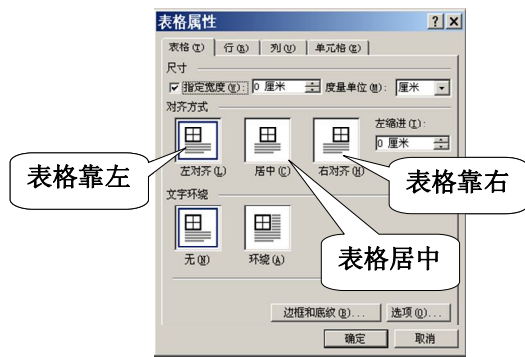 表格属性
表格(T) 行(R) 列(U) 单元格(E)
尺寸
指定宽度(W): 0 厘米 度量单位(M): 厘米
对齐方式
左缩进(I):
0 厘米
左对齐(L) 居中(C) 右对齐(H)
表格靠左
表格靠右
文字环绕
表格居中
无(N) 环绕(A)
边框和底纹(B)... 选项(O)...
确定 取消